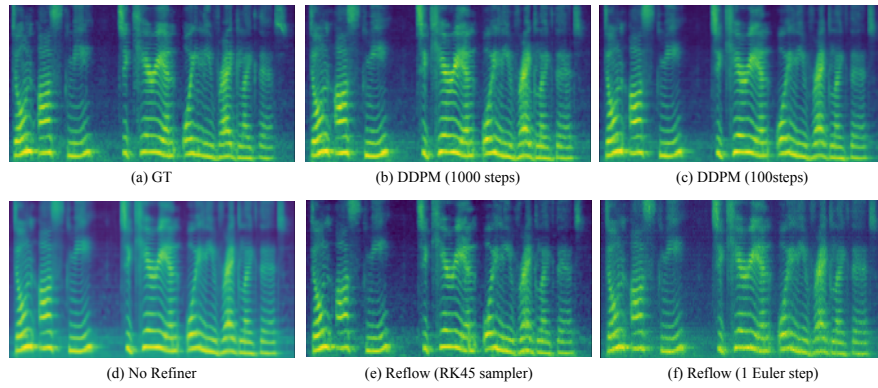 (a) GT
(b) DDPM (1000 steps)
(c) DDPM (100steps)
(d) No Refiner
(e) Reflow (RK45 sampler)
(f) Reflow (1 Euler step)